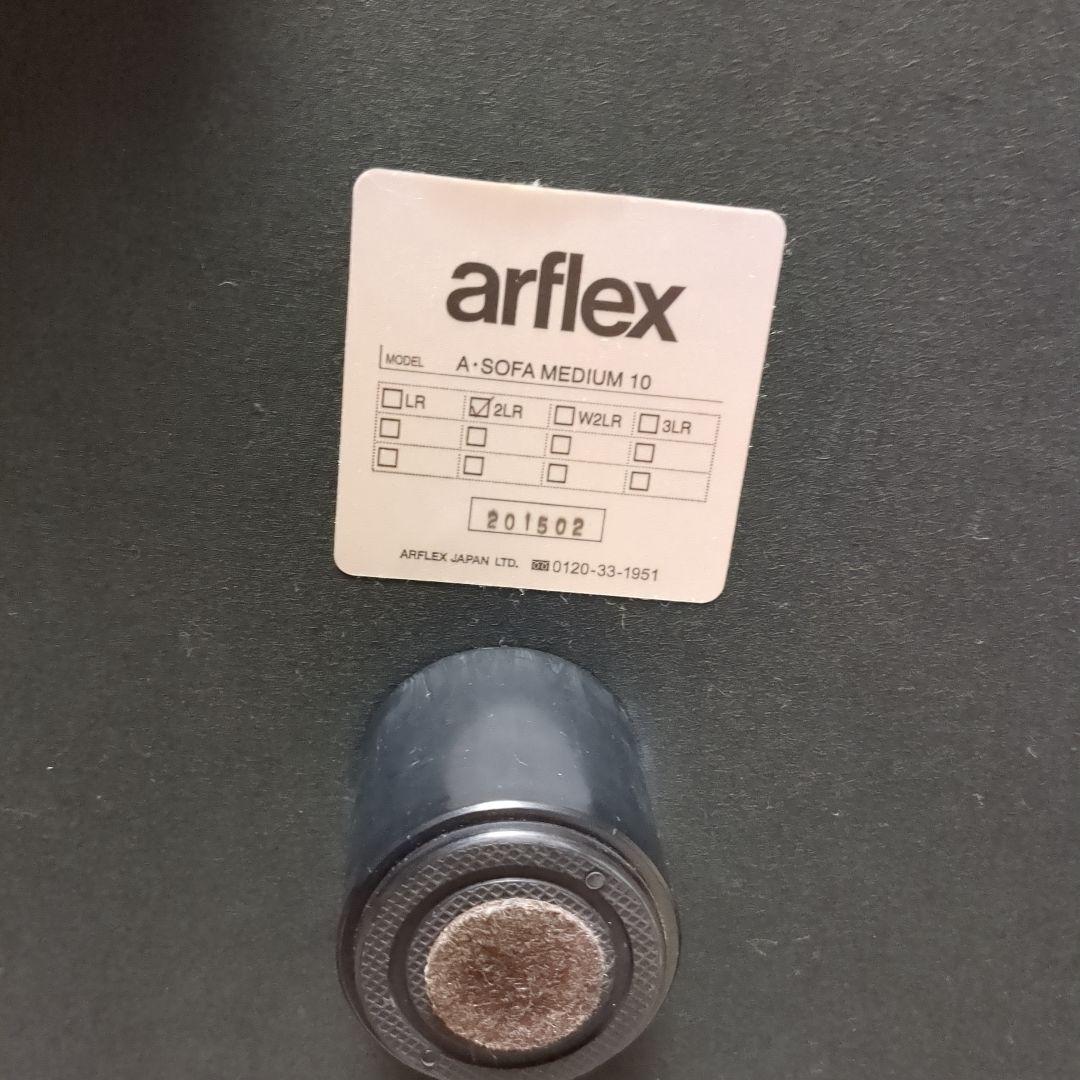 arflex
MODEL A・SOFA MEDIUM 10
LR 2LR W2LR 3LR
201502
ARFLEX JAPAN LTD. 0120-33-1951